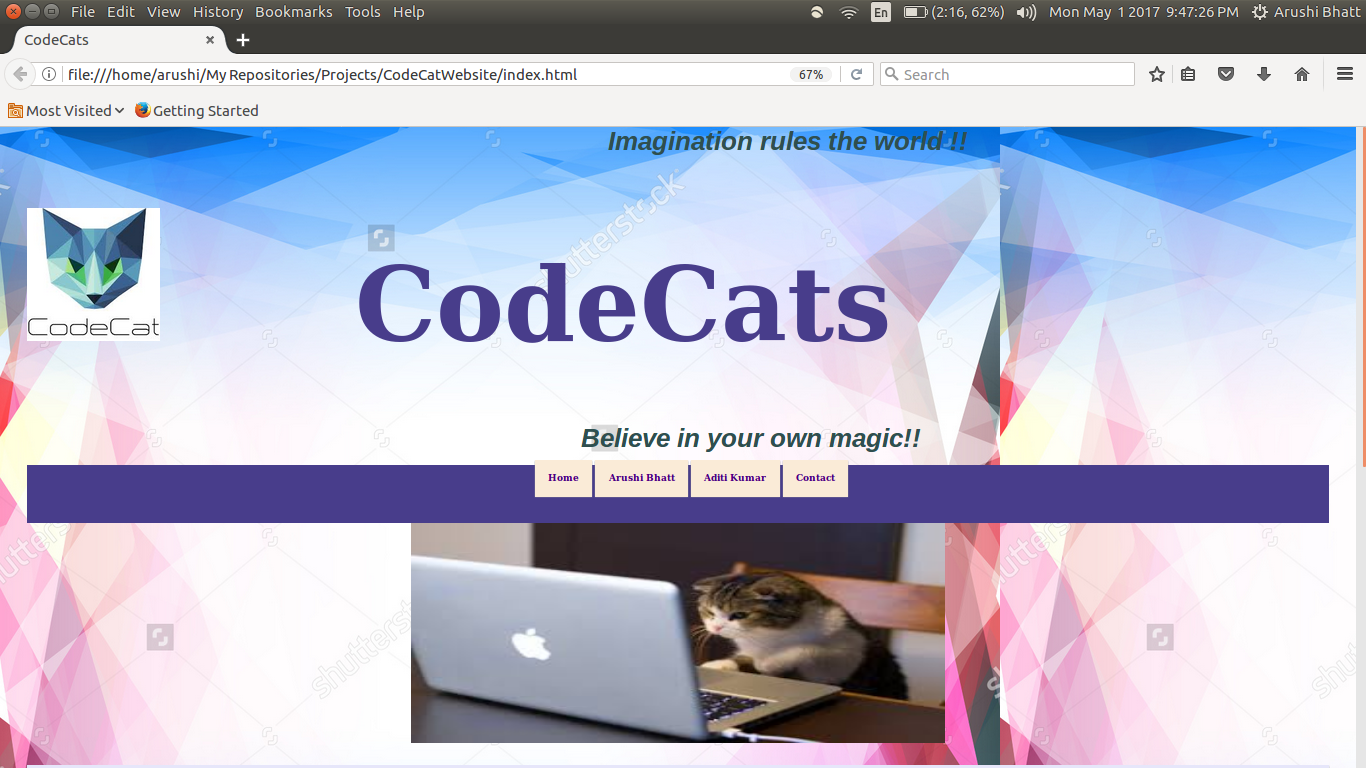 File Edit View History Bookmarks Tools Help En (2:16, 62%) Mon May 1 2017 9:47:26 PM Arushi Bhatt
CodeCats
file:///home/arushi/My Repositories/Projects/CodeCatWebsite/index.html 67% Search
Most Visited Getting Started
Imagination rules the world !!
shutterstock
CodeCat
CodeCats
Believe in your own magic!!
Home Arushi Bhatt Aditi Kumar Contact